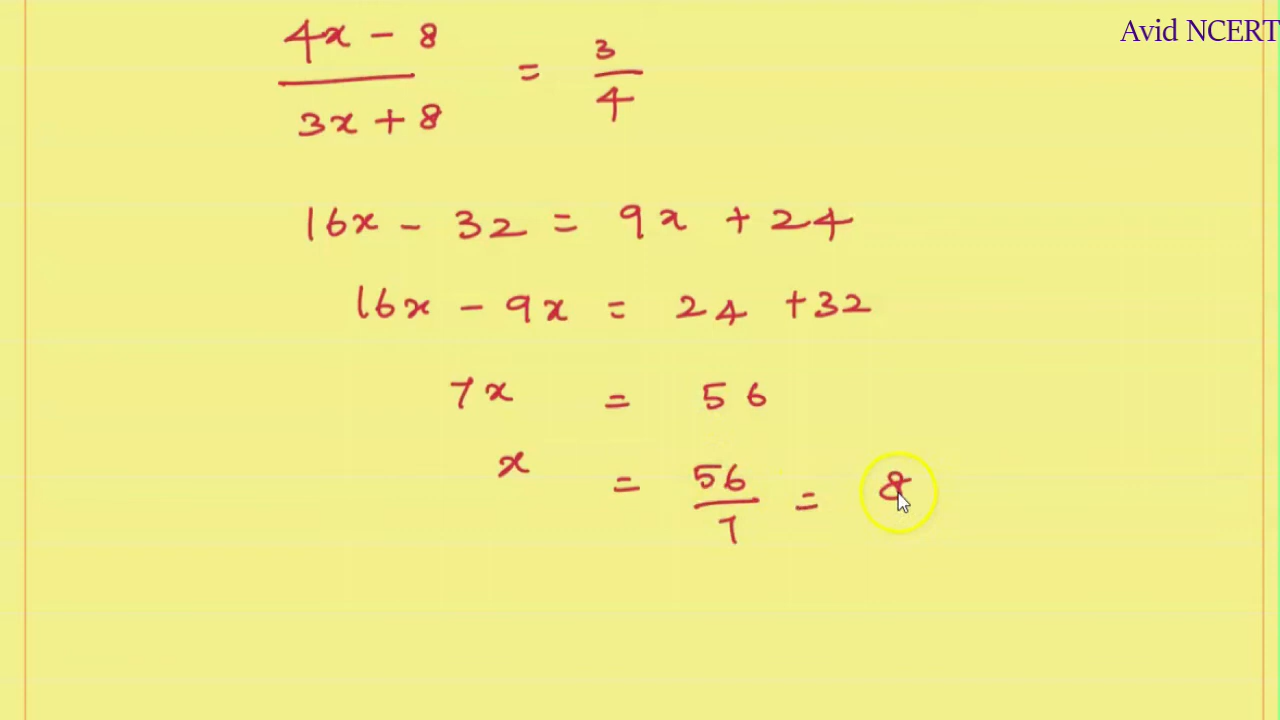 Avid NCERT
4x - 8
3x + 8
=
3
4
16x - 32 = 9x + 24
16x - 9x = 24 + 32
7x = 56
x = 56/7 = 8